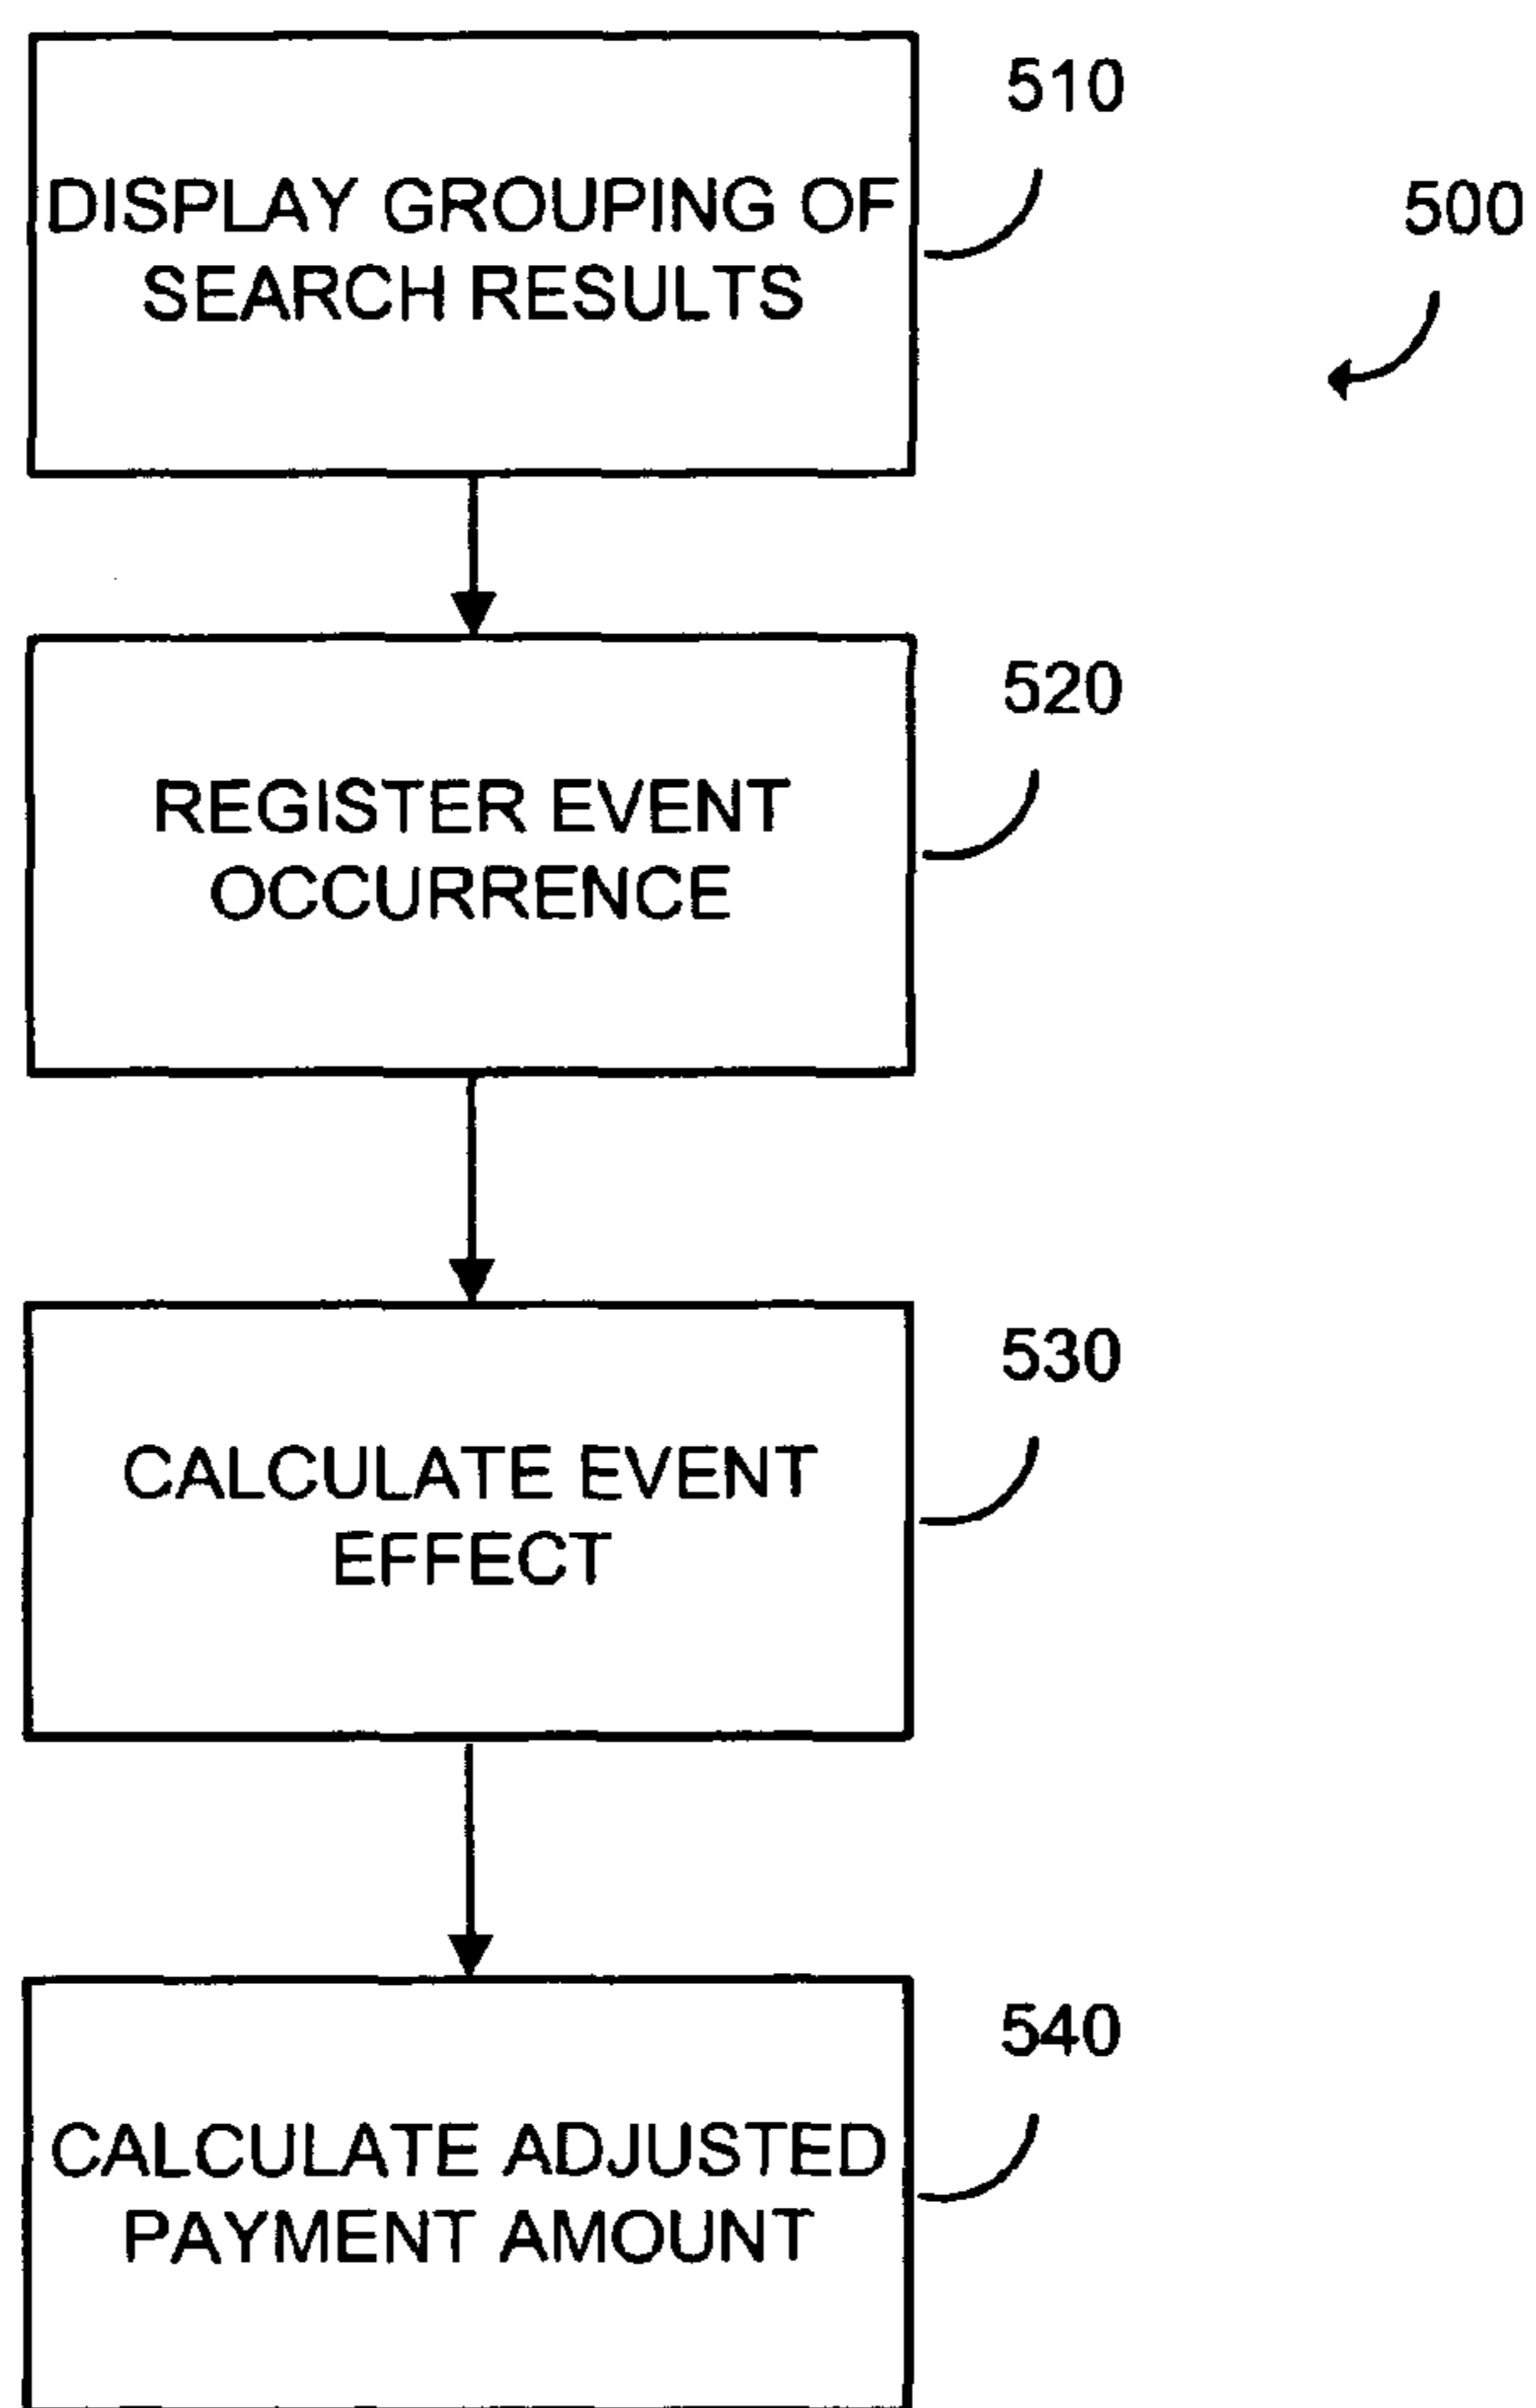 510
500
DISPLAY GROUPING OF
SEARCH RESULTS
520
REGISTER EVENT
OCCURRENCE
530
CALCULATE EVENT
EFFECT
540
CALCULATE ADJUSTED
PAYMENT AMOUNT